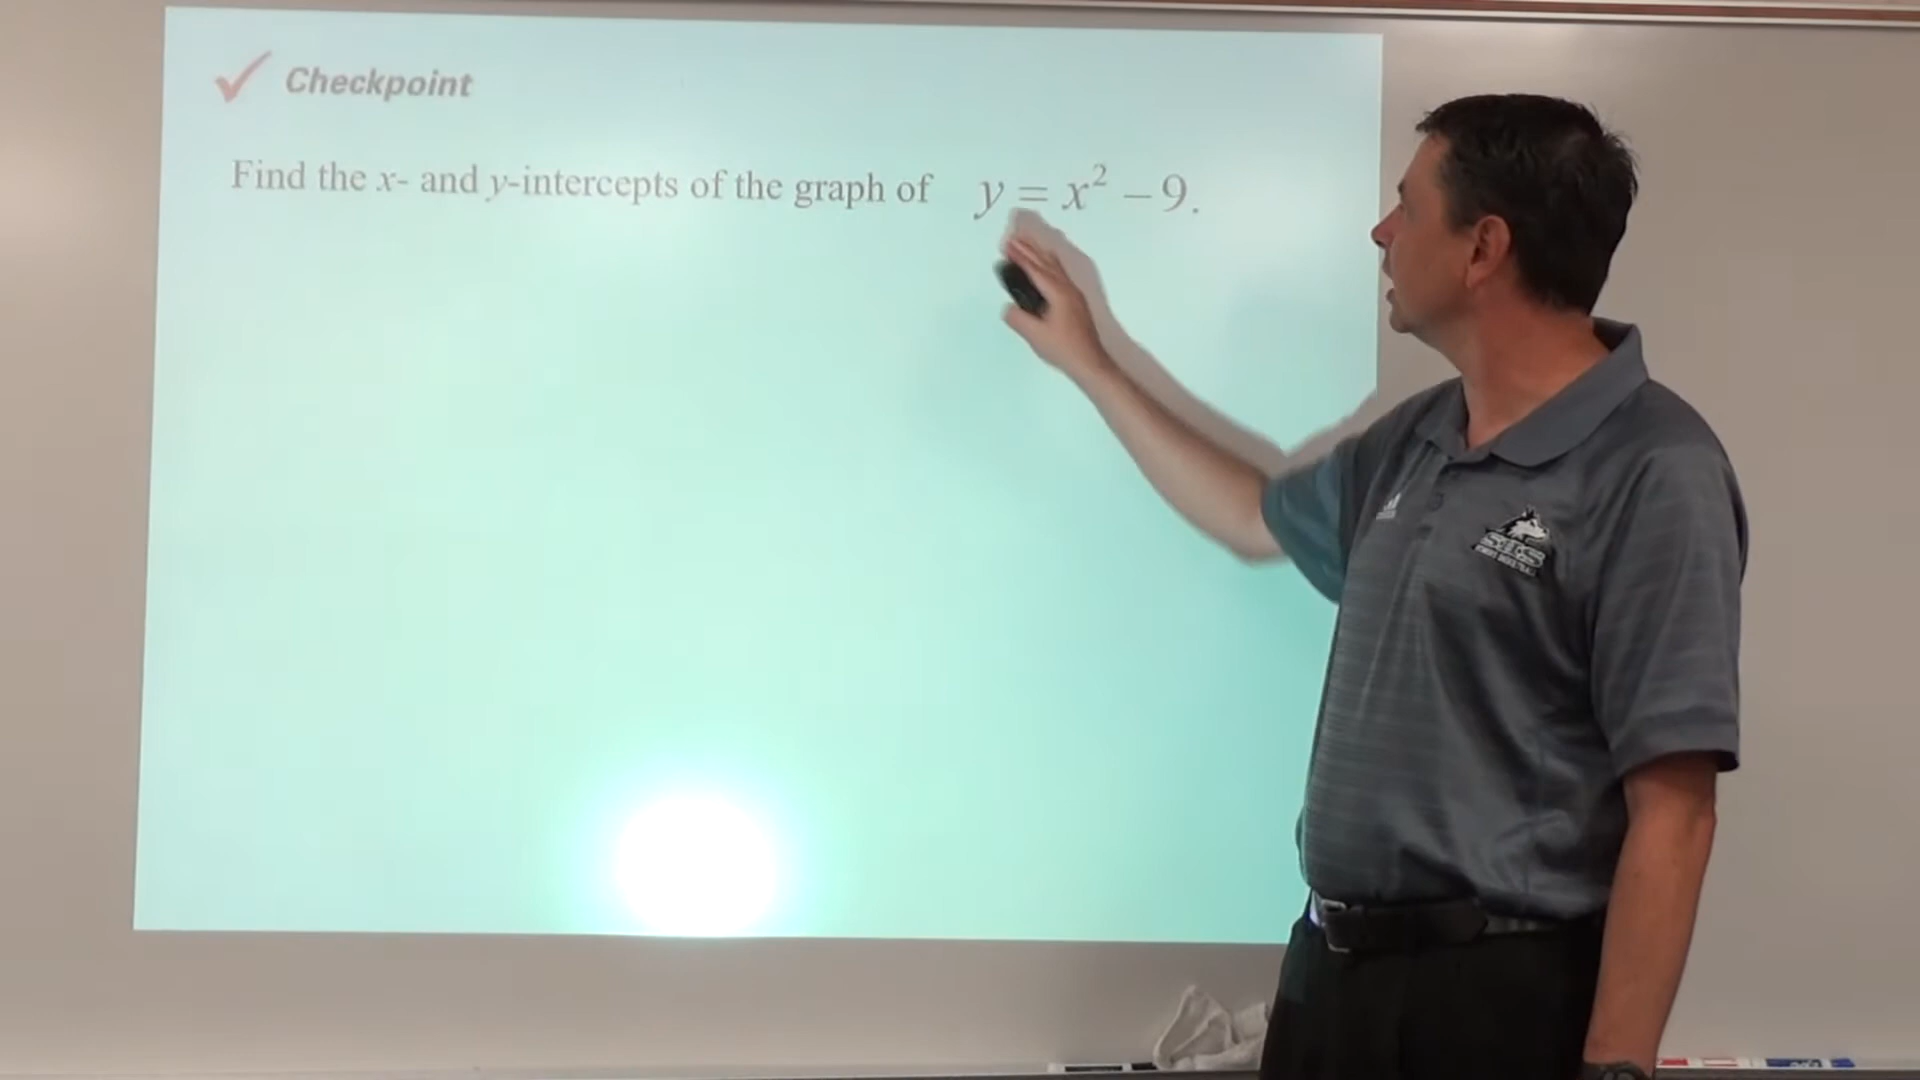 Checkpoint
Find the x- and y-intercepts of the graph of y = x² – 9.